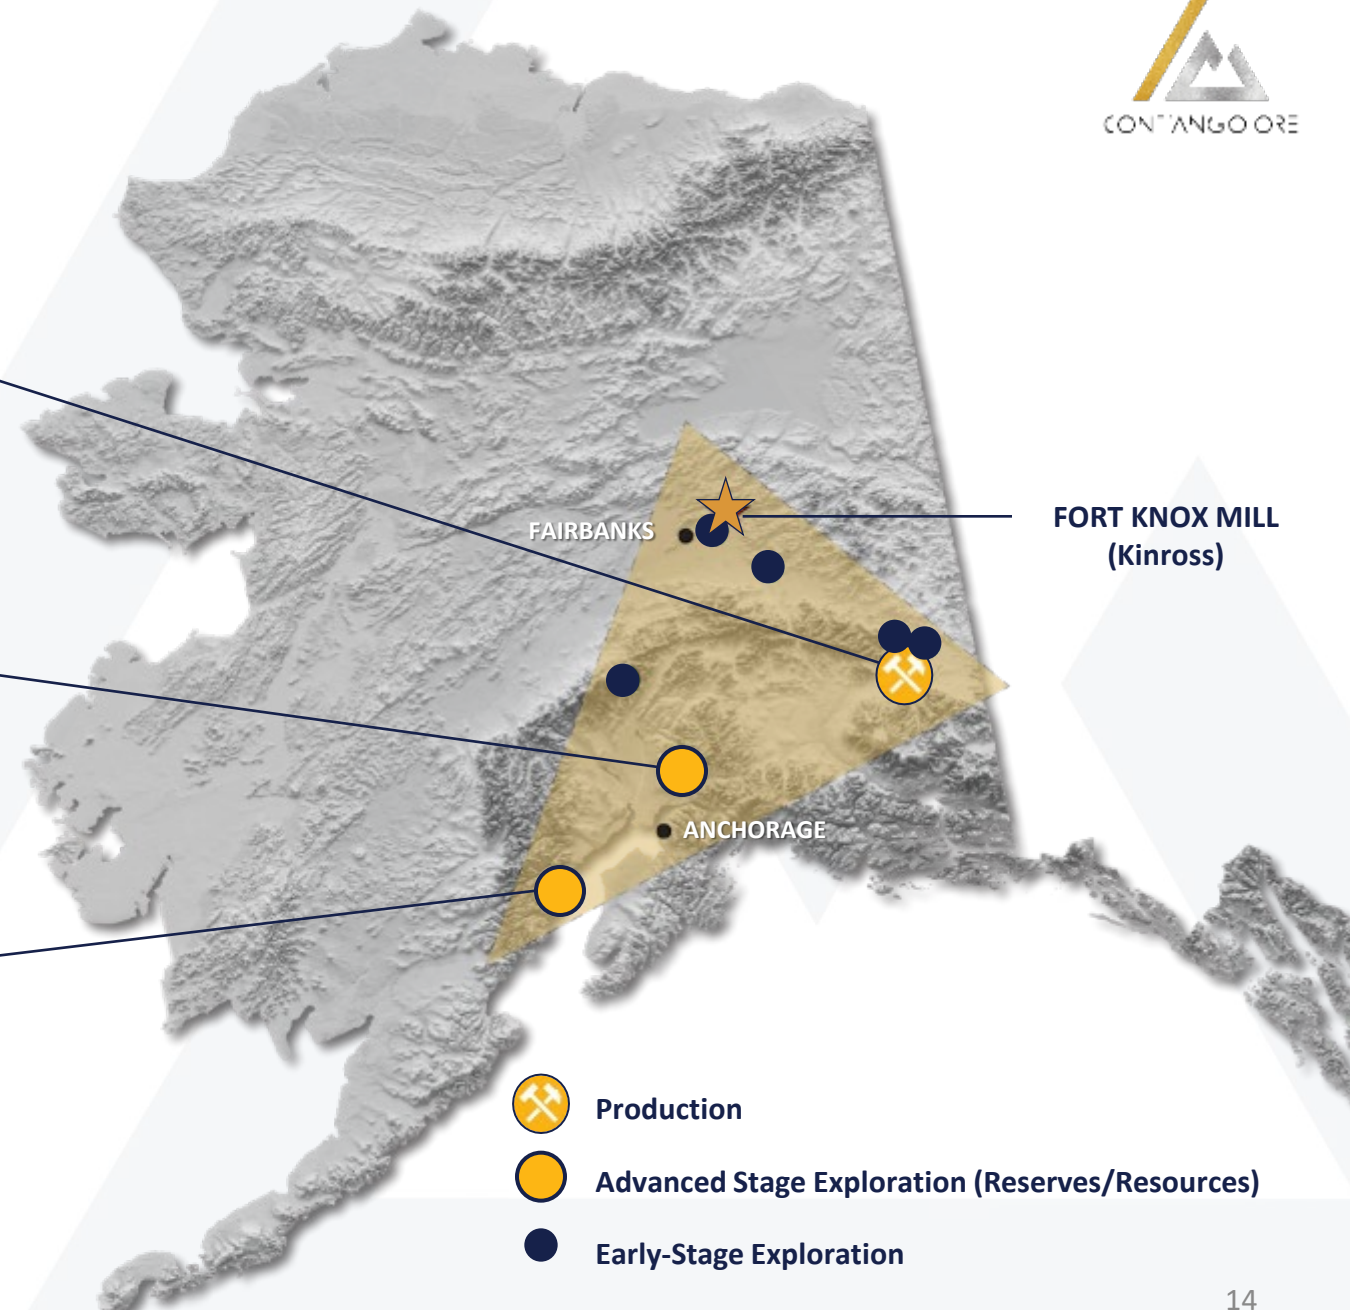 CONTANGO ORE
FORT KNOX MILL
(Kinross)
FAIRBANKS
ANCHORAGE
Production
Advanced Stage Exploration (Reserves/Resources)
Early-Stage Exploration
14